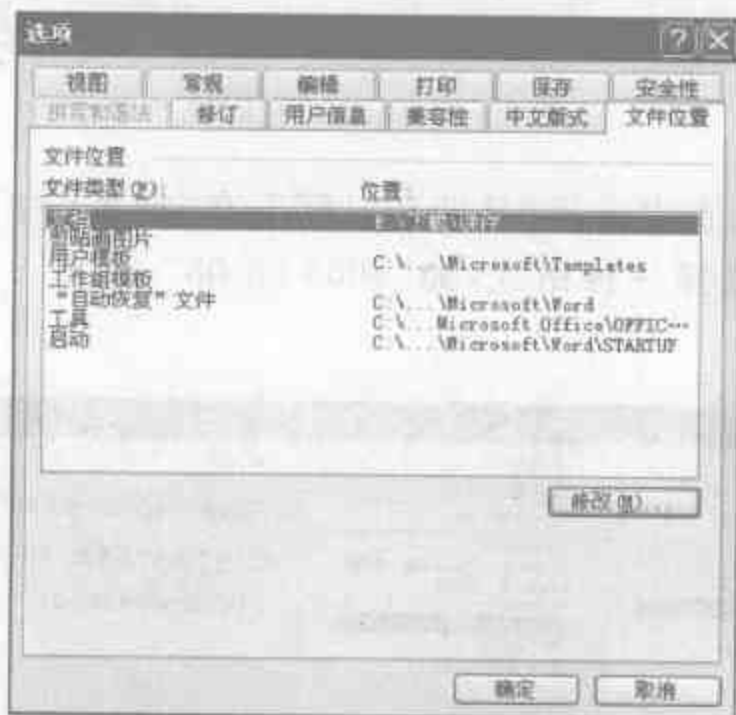 选项
视图 常规 编辑 打印 保存 安全性
拼写和语法 修订 用户信息 兼容性 中文版式 文件位置
文件位置
文件类型(F): 位置
剪贴画图片
用户模板 C:\...\Microsoft\Templates
工作组模板
"自动恢复"文件 C:\...\Microsoft\Word
工具 C:\...Microsoft Office\OFFIC…
启动 C:\...\Microsoft\Word\STARTUP
修改(M)...
确定 取消